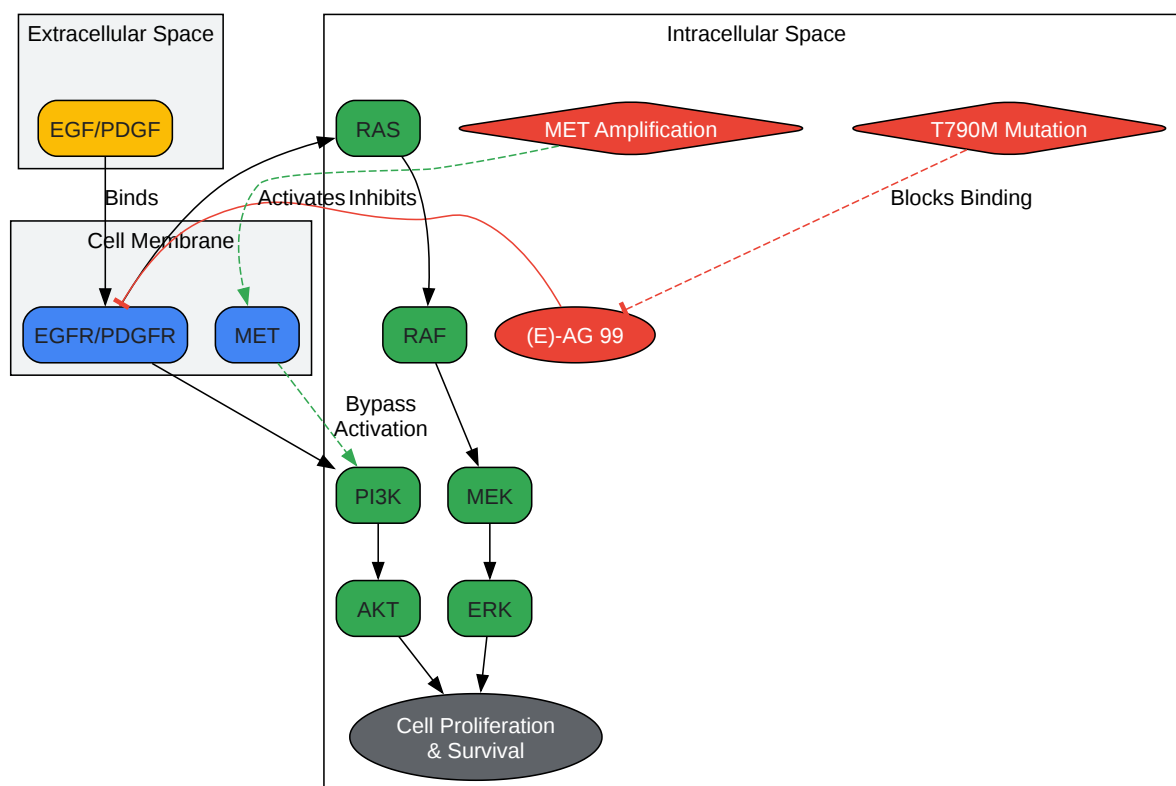 Extracellular Space
Intracellular Space
EGF/PDGF
RAS
MET Amplification
T790M Mutation
Binds
Activates
Inhibits
Blocks Binding
Cell Membrane
EGFR/PDGFR
MET
RAF
(E)-AG 99
Bypass
Activation
PI3K
MEK
AKT
ERK
Cell Proliferation
& Survival